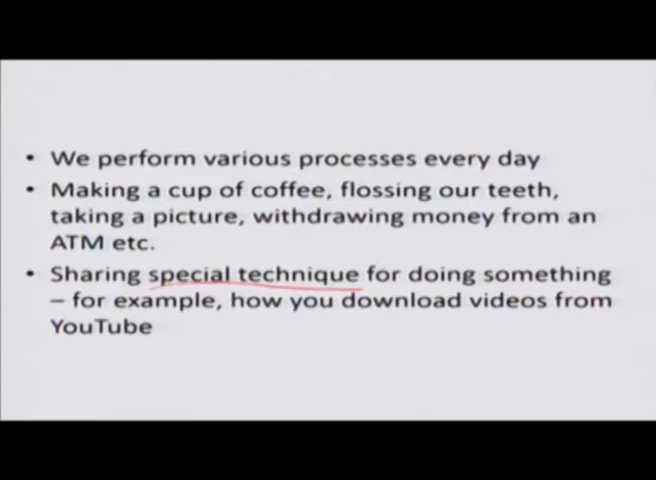 • We perform various processes every day
• Making a cup of coffee, flossing our teeth,
taking a picture, withdrawing money from an
ATM etc.
• Sharing special technique for doing something
– for example, how you download videos from
YouTube